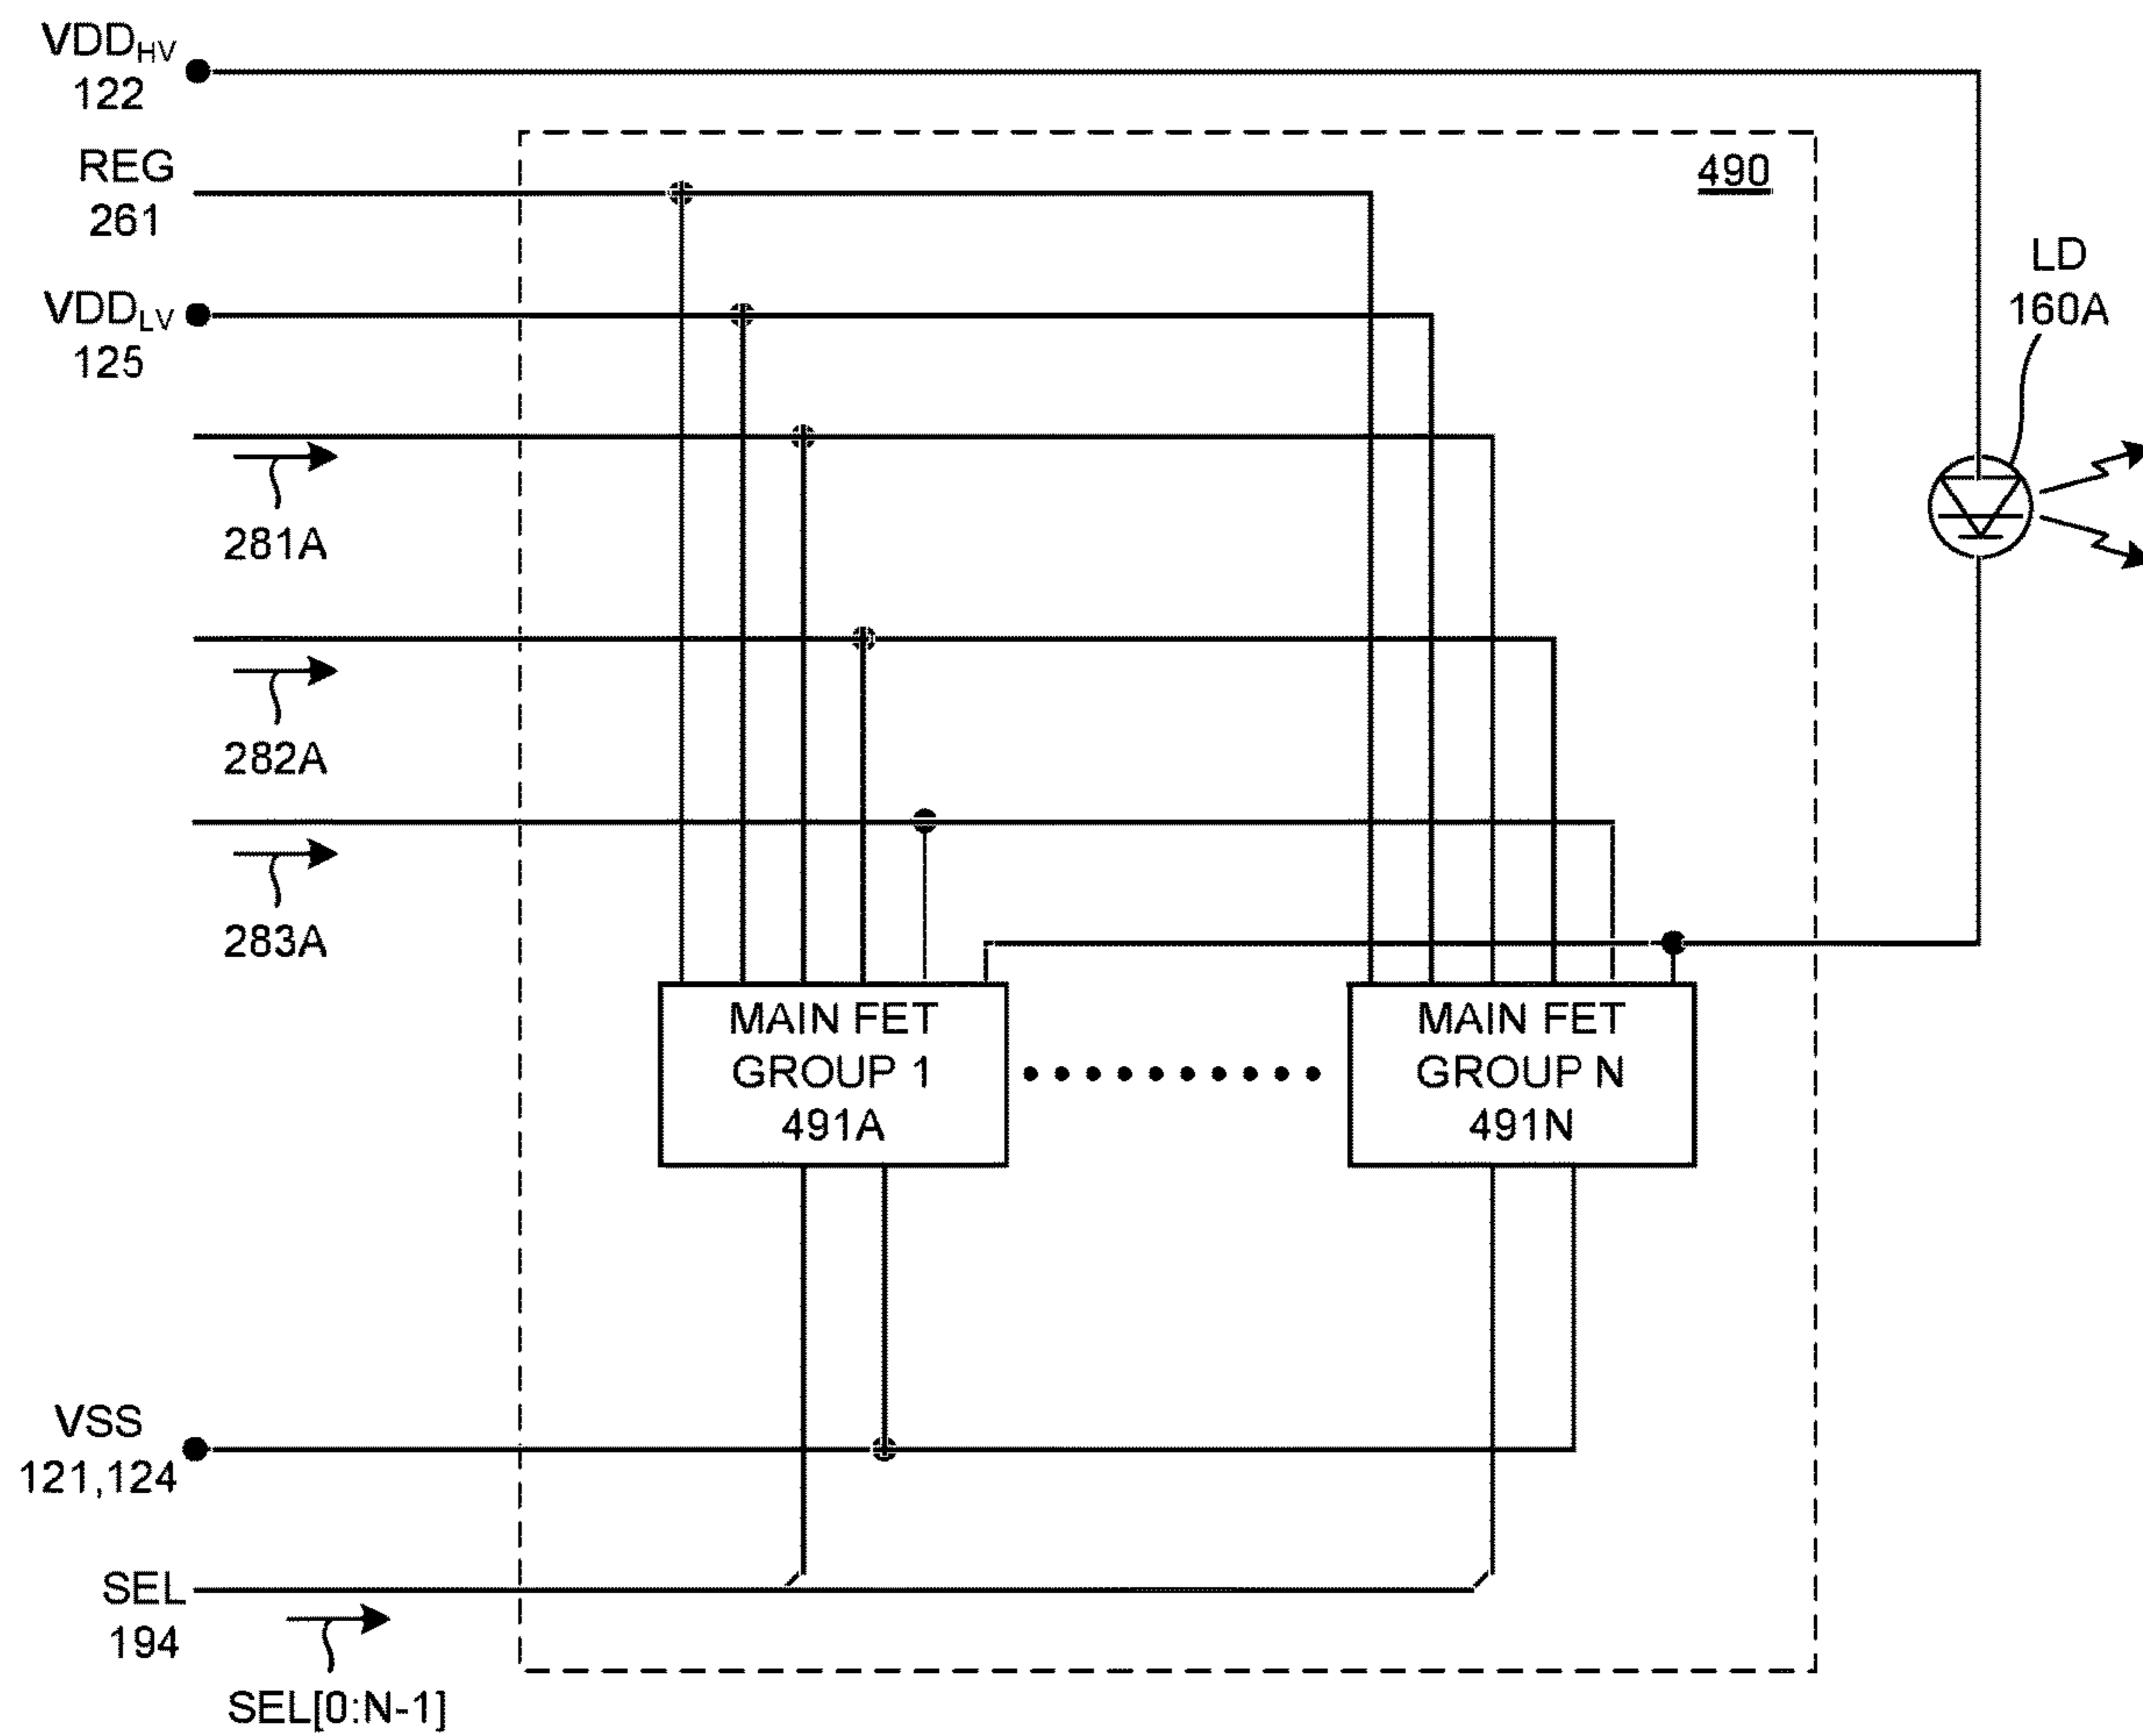 VDDHV
122
REG
261
490
LD
160A
VDDLV
125
281A
282A
283A
MAIN FET
GROUP 1
491A
MAIN FET
GROUP N
491N
VSS
121,124
SEL
194
SEL[0:N-1]